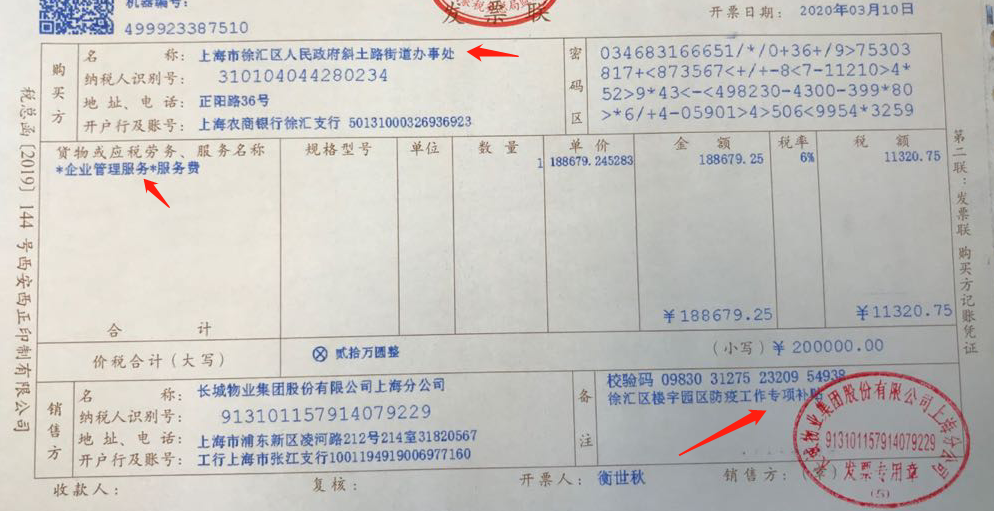 机器编号:
499923387510
发票联
开票日期: 2020年03月10日
购买方
名称: 上海市徐汇区人民政府斜土路街道办事处
纳税人识别号: 310104044280234
地址、电话: 正阳路36号
开户行及账号: 上海农商银行徐汇支行 50131000326936923
密码区
034683166651/*/0+36+/9>75303
817+<873567<+/+-8<7-11210>4*
52>9*43<-<498230-4300-399*80
>*6/+4-05901>4>506<9954*3259
货物或应税劳务、服务名称 规格型号 单位 数量 单价 金额 税率 税额
*企业管理服务*服务费 1 188679.245283 188679.25 6% 11320.75
合计 ¥188679.25 ¥11320.75
价税合计(大写) ⊗ 贰拾万圆整 (小写) ¥200000.00
销售方
名称: 长城物业集团股份有限公司上海分公司
纳税人识别号: 913101157914079229
地址、电话: 上海市浦东新区凌河路212号214室31820567
开户行及账号: 工行上海市张江支行1001194919006977160
备注
校验码 09830 31275 23209 54938
徐汇区楼宇园区防疫工作专项补贴
收款人: 复核: 开票人: 衡世秋 销售方: (章)
物业集团股份有限公司上海分公司
913101157914079229
发票专用章
(5)
税总函[2019]144号西安西正印制有限公司
第二联:发票联 购买方记账凭证